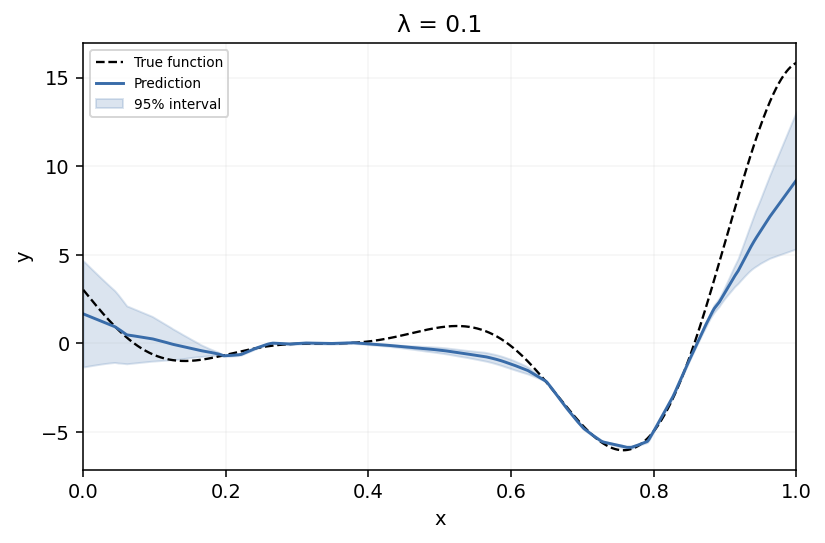 λ = 0.1
True function
Prediction
95% interval
y
15
10
5
0
−5
0.0 0.2 0.4 0.6 0.8 1.0
x